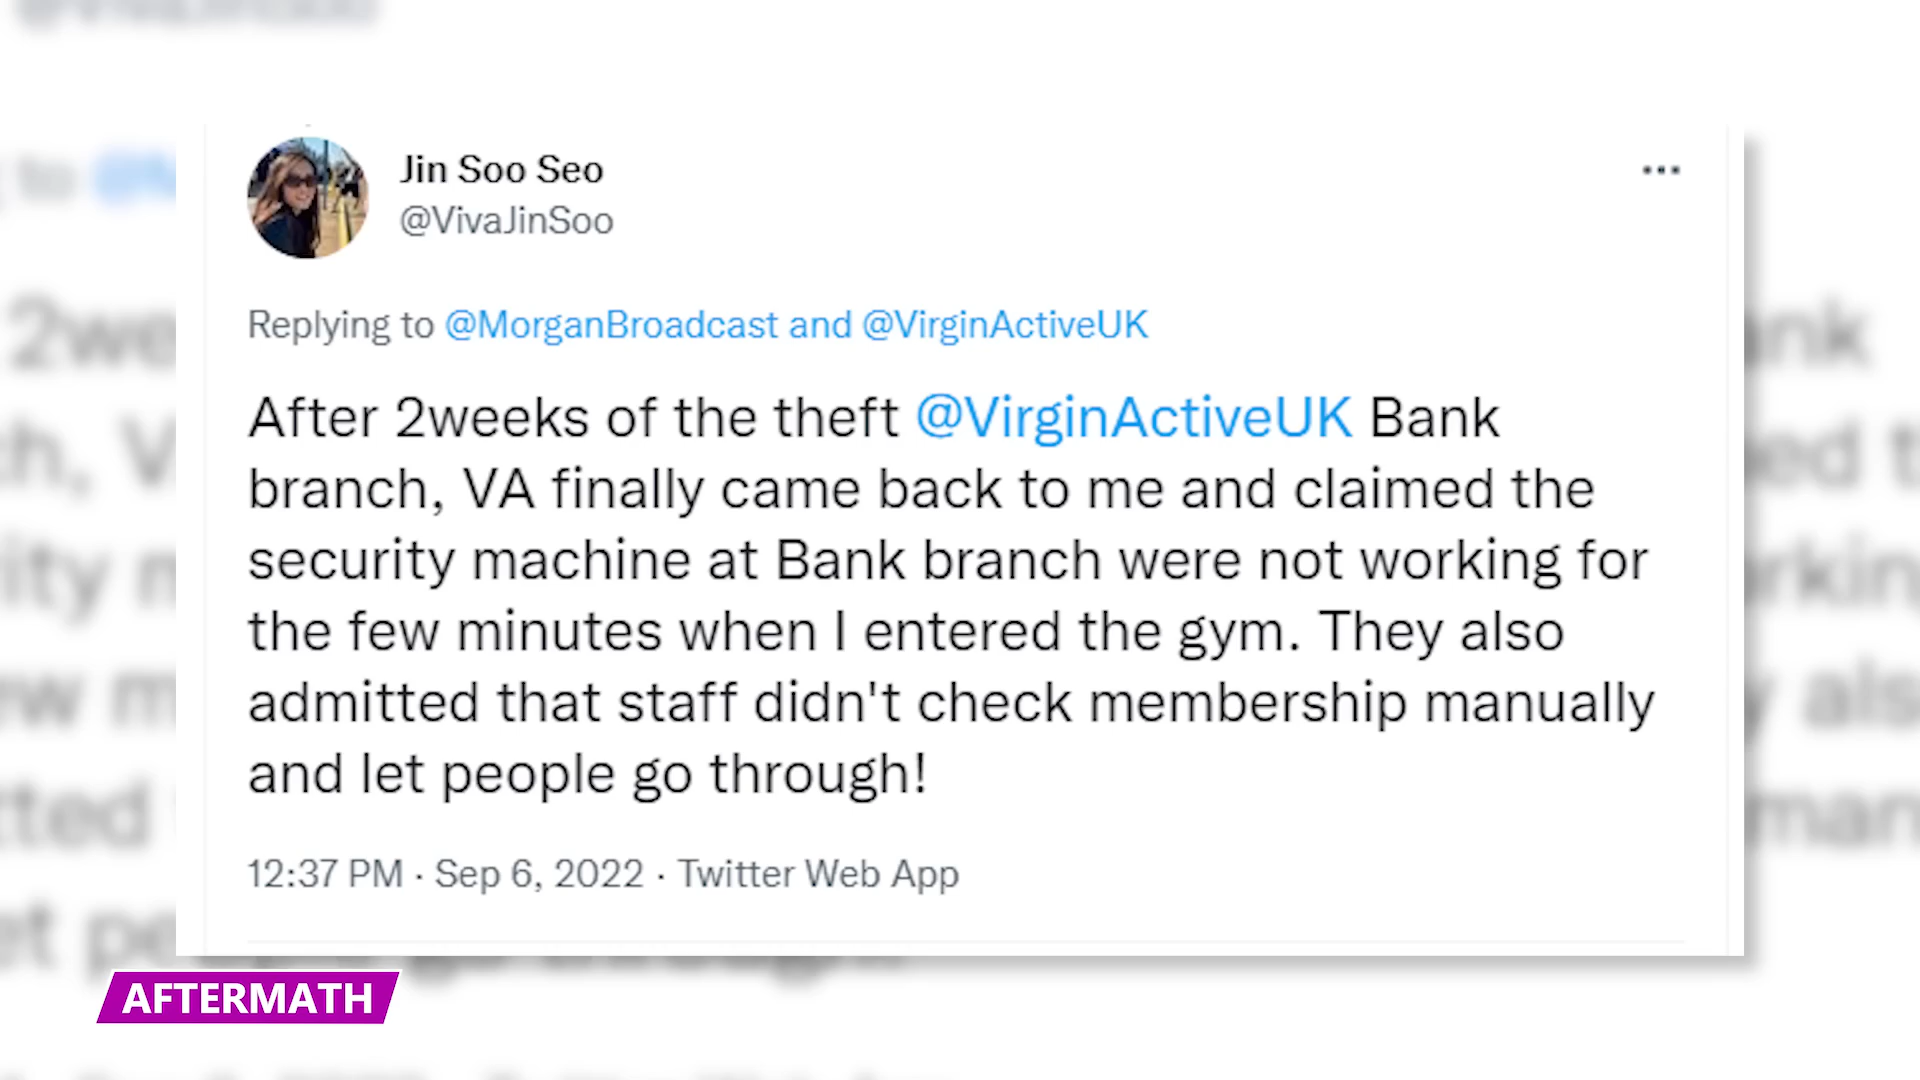 Jin Soo Seo
@VivaJinSoo
Replying to @MorganBroadcast and @VirginActiveUK
After 2weeks of the theft @VirginActiveUK Bank
branch, VA finally came back to me and claimed the
security machine at Bank branch were not working for
the few minutes when I entered the gym. They also
admitted that staff didn't check membership manually
and let people go through!
12:37 PM · Sep 6, 2022 · Twitter Web App
AFTERMATH